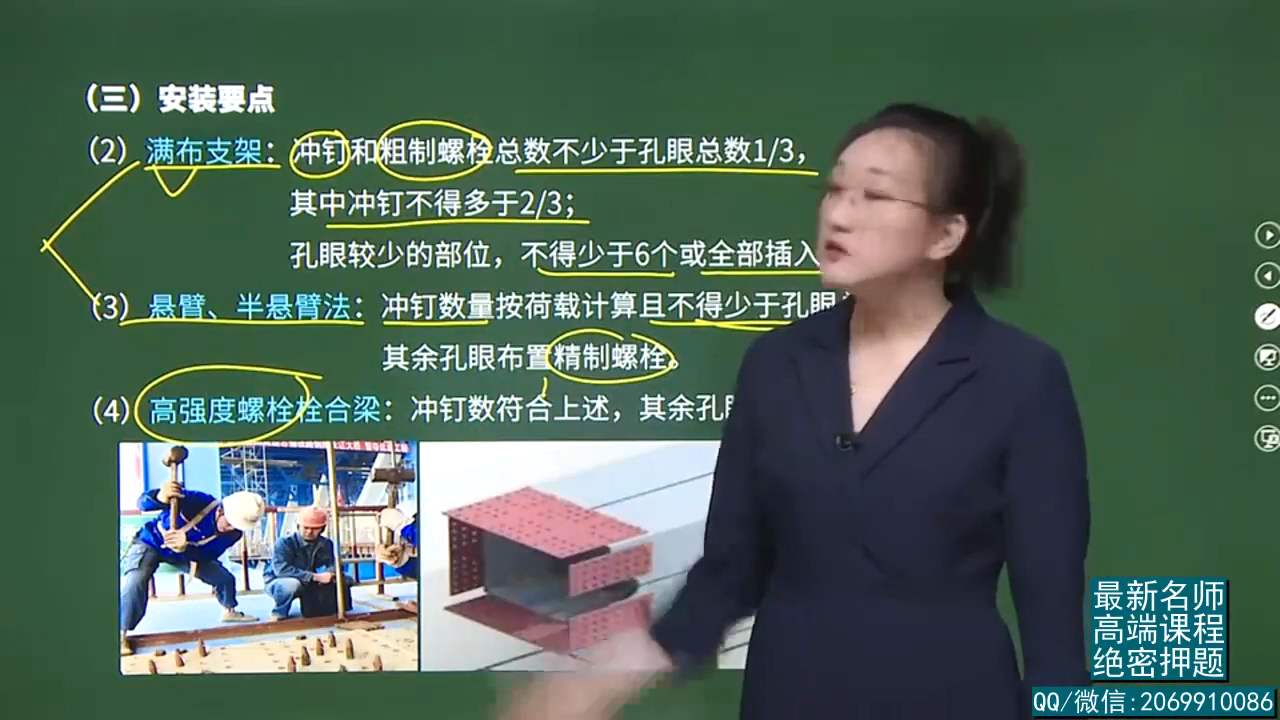 （三）安装要点
（2）满布支架：冲钉和粗制螺栓总数不少于孔眼总数1/3，
其中冲钉不得多于2/3；
孔眼较少的部位，不得少于6个或全部插入
（3）悬臂、半悬臂法：冲钉数量按荷载计算且不得少于孔眼
其余孔眼布置精制螺栓。
（4）高强度螺栓栓合梁：冲钉数符合上述，其余孔
最新名师
高端课程
绝密押题
QQ/微信:2069910086